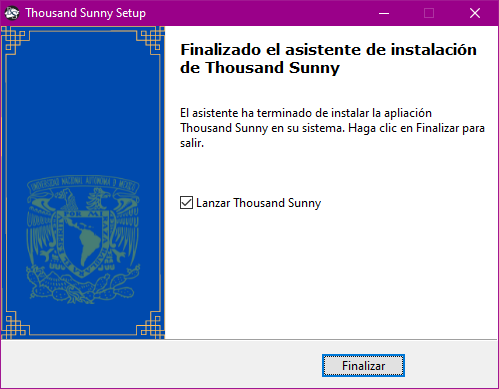 Thousand Sunny Setup
Finalizado el asistente de instalación
de Thousand Sunny
El asistente ha terminado de instalar la apliación
Thousand Sunny en su sistema. Haga clic en Finalizar para
salir.
UNIVERSIDAD NACIONAL AUTONOMA DE MEXICO
Lanzar Thousand Sunny
Finalizar